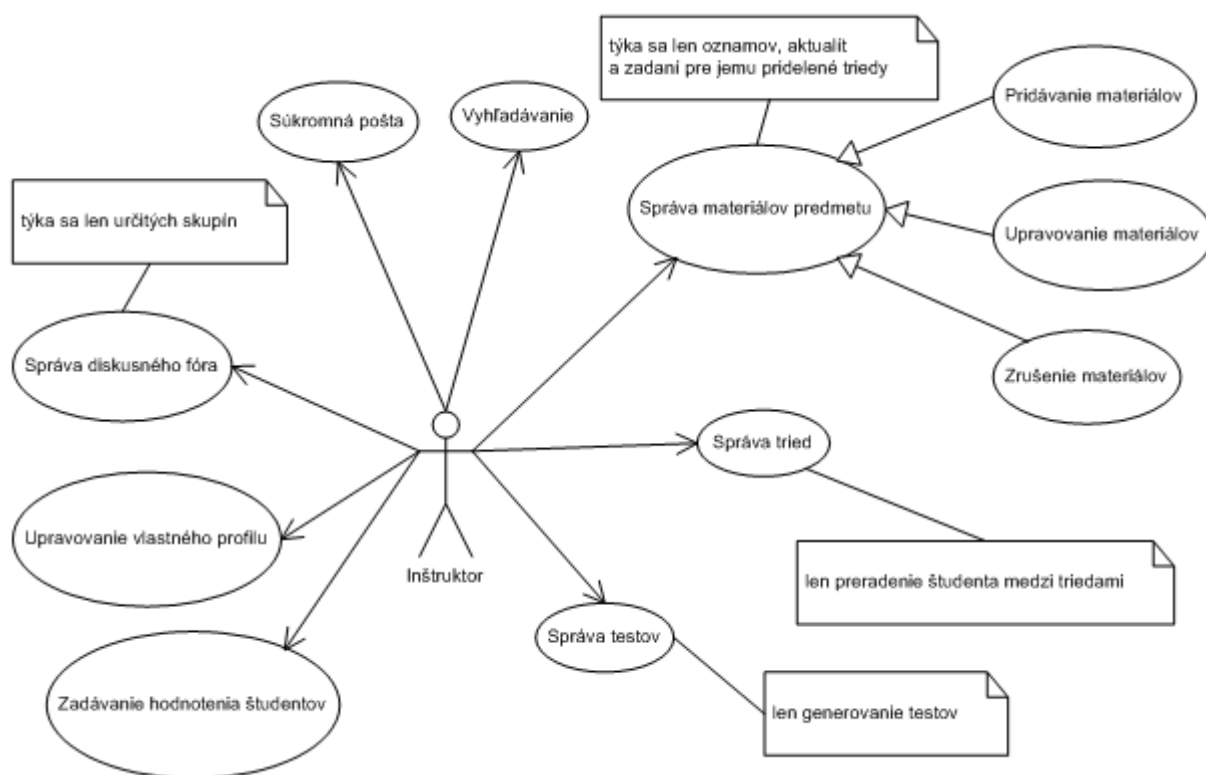 týka sa len oznamov, aktualít
a zadaní pre jemu pridelené triedy
Pridávanie materiálov
Súkromná pošta
Vyhľadávanie
týka sa len určitých skupín
Správa materiálov predmetu
Upravovanie materiálov
Správa diskusného fóra
Zrušenie materiálov
Správa tried
Upravovanie vlastného profilu
Inštruktor
len preradenie študenta medzi triedami
Správa testov
Zadávanie hodnotenia študentov
len generovanie testov